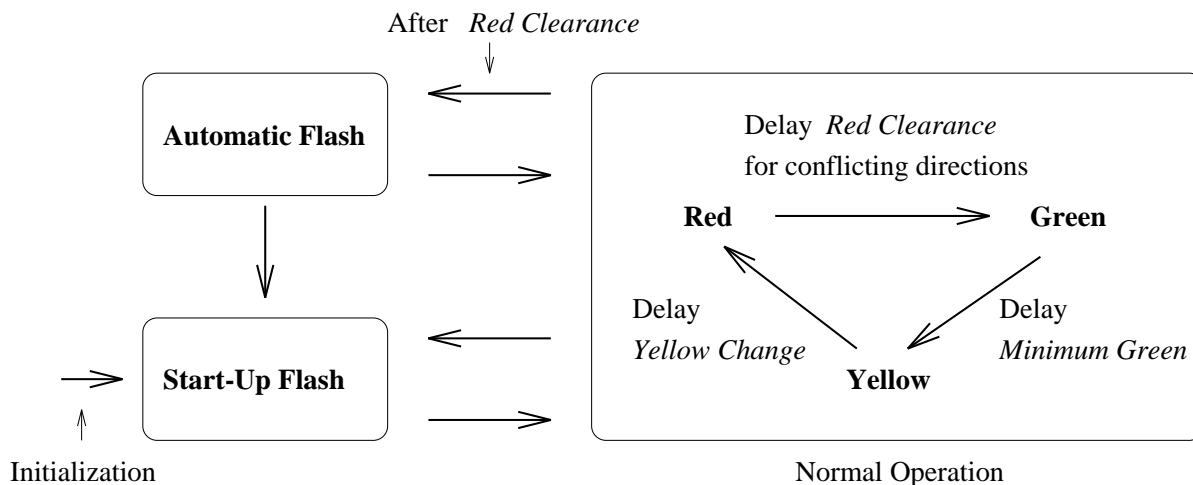 After Red Clearance
Automatic Flash
Delay Red Clearance
for conflicting directions
Red
Green
Delay
Yellow Change
Delay
Minimum Green
Yellow
Start-Up Flash
Initialization
Normal Operation